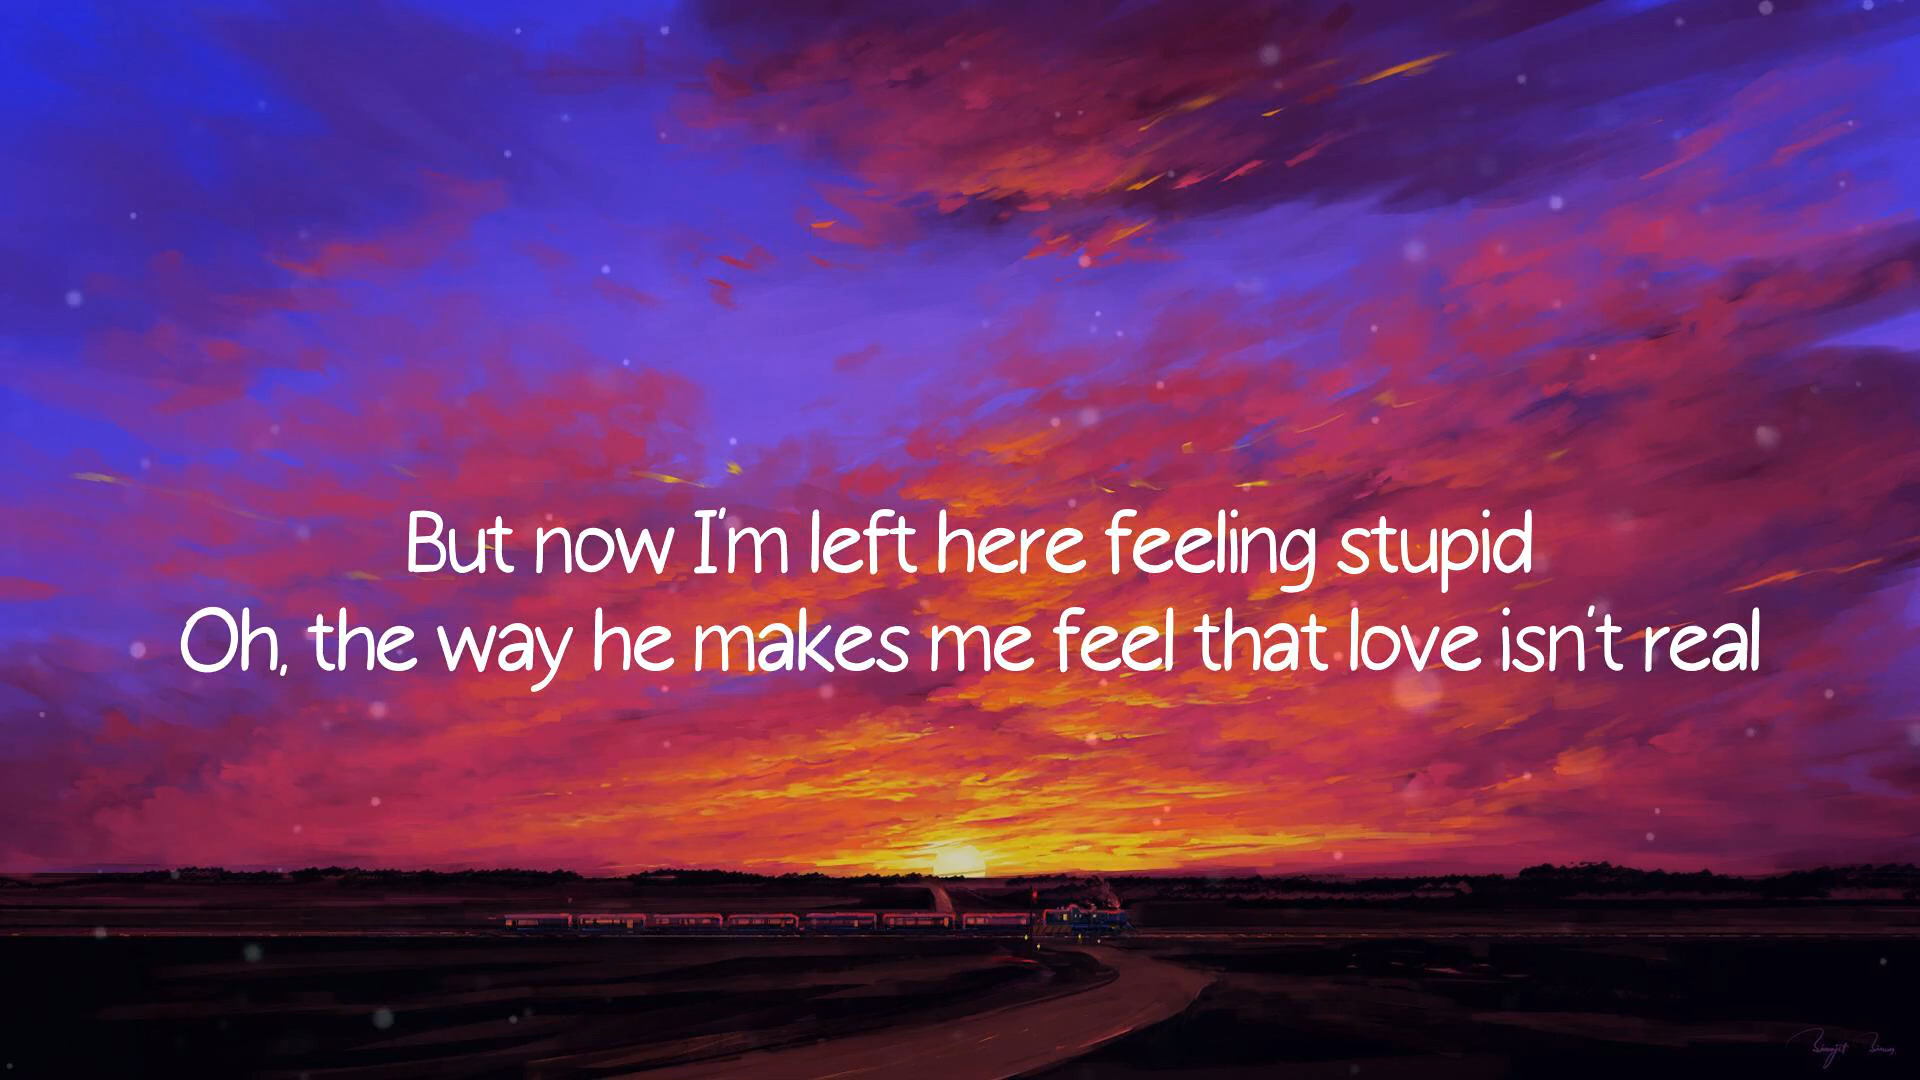 But now I'm left here feeling stupid
Oh, the way he makes me feel that love isn't real